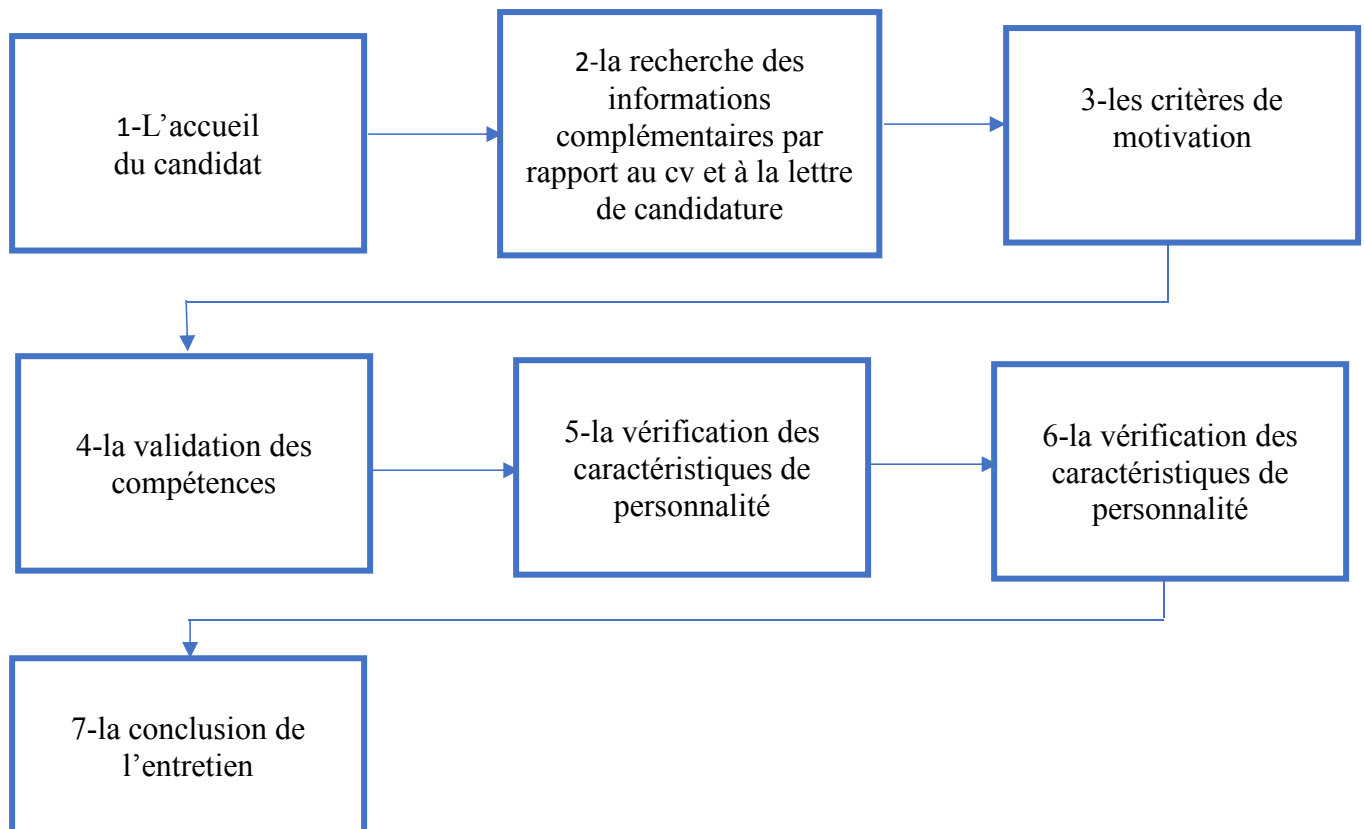 1-L’accueil
du candidat
2-la recherche des
informations
complémentaires par
rapport au cv et à la lettre
de candidature
3-les critères de
motivation
4-la validation des
compétences
5-la vérification des
caractéristiques de
personnalité
6-la vérification des
caractéristiques de
personnalité
7-la conclusion de
l’entretien